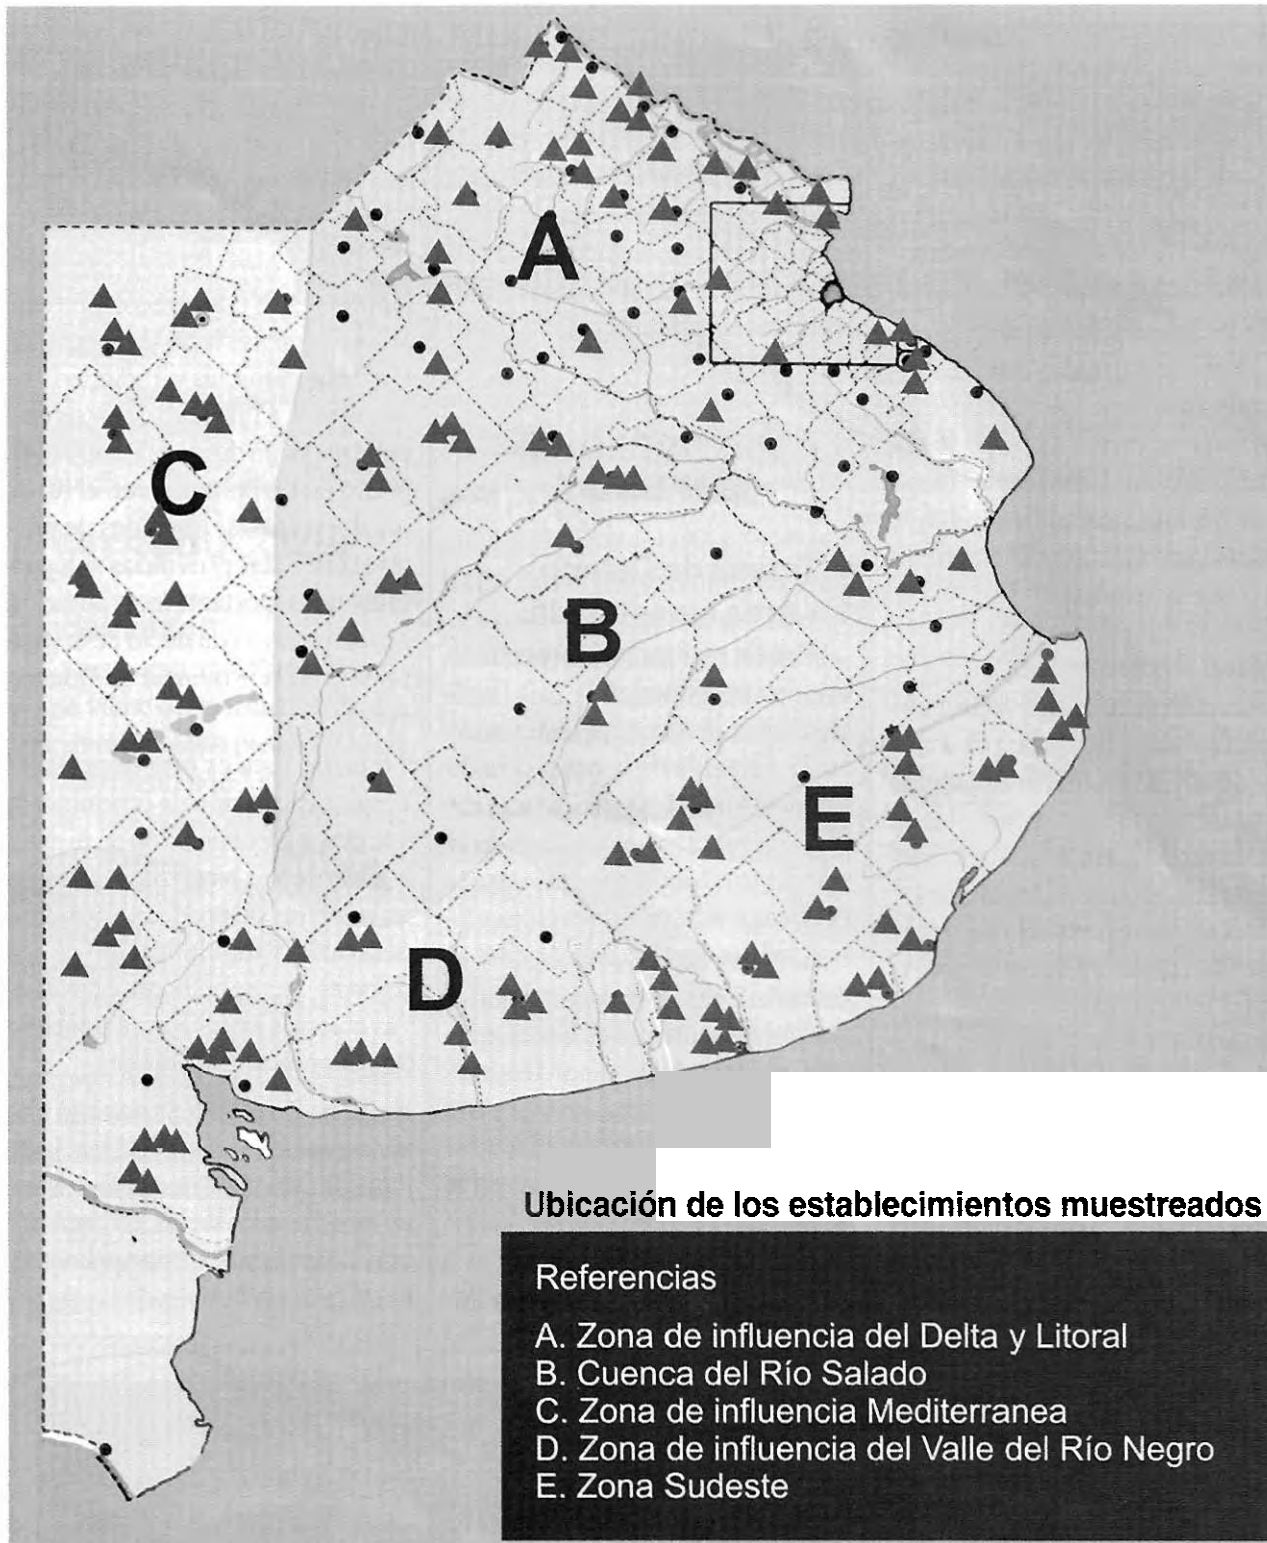 A
C
B
E
D
Ubicación de los establecimientos muestreados
Referencias
A. Zona de influencia del Delta y Litoral
B. Cuenca del Río Salado
C. Zona de influencia Mediterranea
D. Zona de influencia del Valle del Río Negro
E. Zona Sudeste